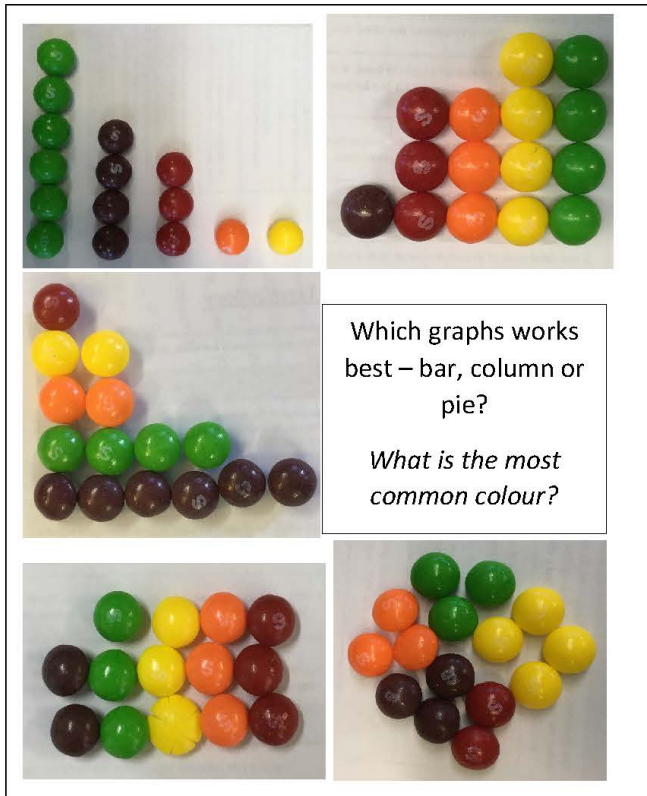 Which graphs works
best – bar, column or
pie?
What is the most
common colour?